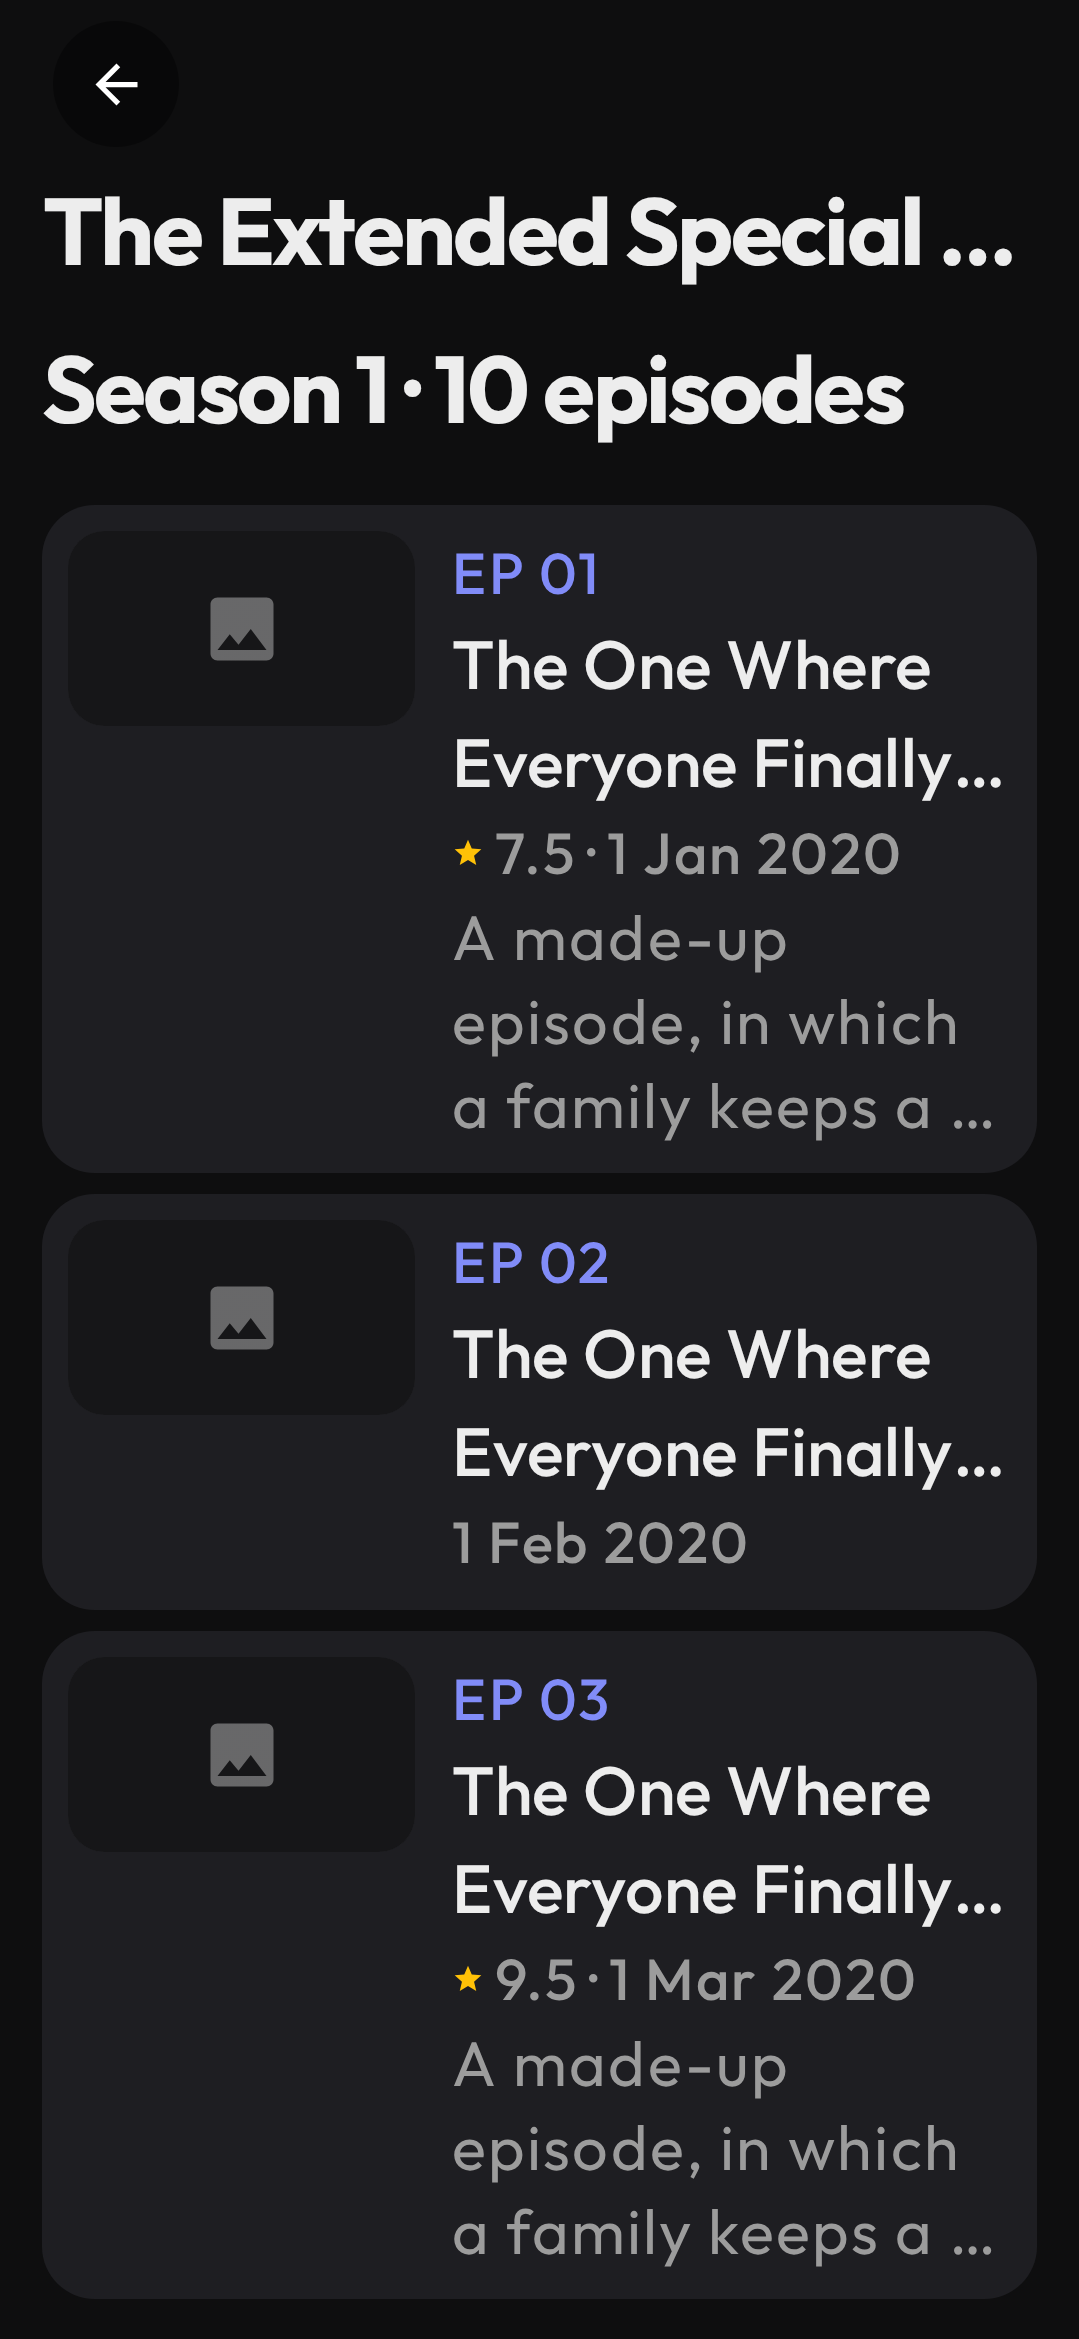 The Extended Special ...
Season 1 · 10 episodes
EP 01
The One Where
Everyone Finally...
★ 7.5 · 1 Jan 2020
A made-up
episode, in which
a family keeps a ...
EP 02
The One Where
Everyone Finally...
1 Feb 2020
EP 03
The One Where
Everyone Finally...
★ 9.5 · 1 Mar 2020
A made-up
episode, in which
a family keeps a ...